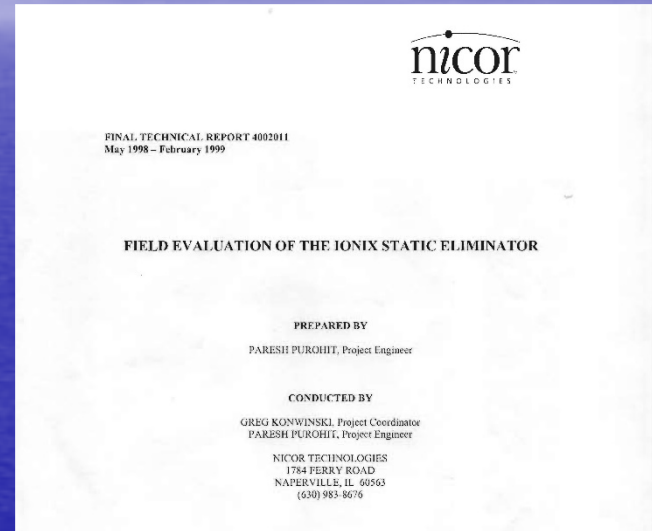 nicor
TECHNOLOGIES
FINAL TECHNICAL REPORT 4002011
May 1998 – February 1999
FIELD EVALUATION OF THE IONIX STATIC ELIMINATOR
PREPARED BY
PARESH PUROHIT, Project Engineer
CONDUCTED BY
GREG KONWINSKI, Project Coordinator
PARESH PUROHIT, Project Engineer
NICOR TECHNOLOGIES
1784 FERRY ROAD
NAPERVILLE, IL 60563
(630) 983-8676